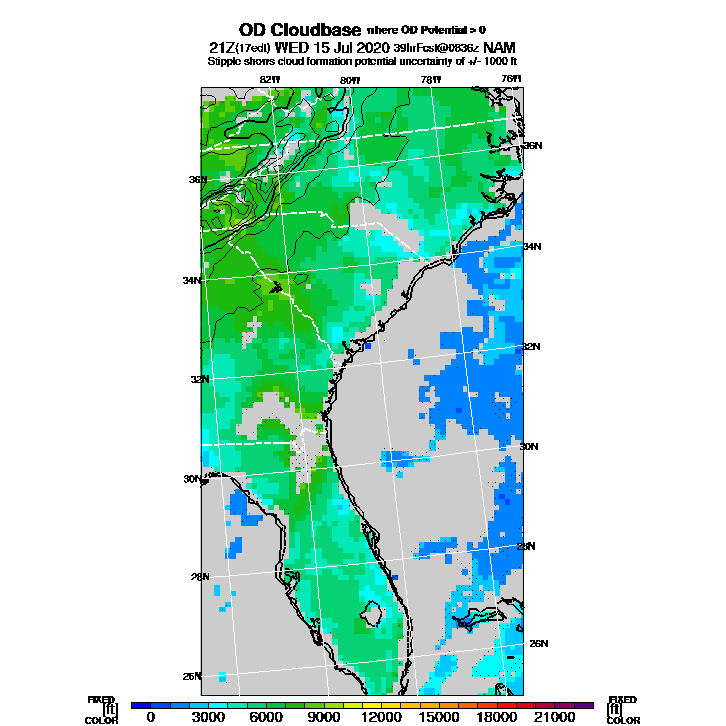 OD Cloudbase where OD Potential > 0
21Z(17edt) WED 15 Jul 2020 39hrFcst@0836z NAM
Stipple shows cloud formation potential uncertainty of +/- 1000 ft
82W 80W 78W 76W
36N
36N
34N
34N
32N
32N
30N
30N
28N
28N
26N
26N
FIXED FIXED
[ft] [ft]
COLOR COLOR
0 3000 6000 9000 12000 15000 18000 21000